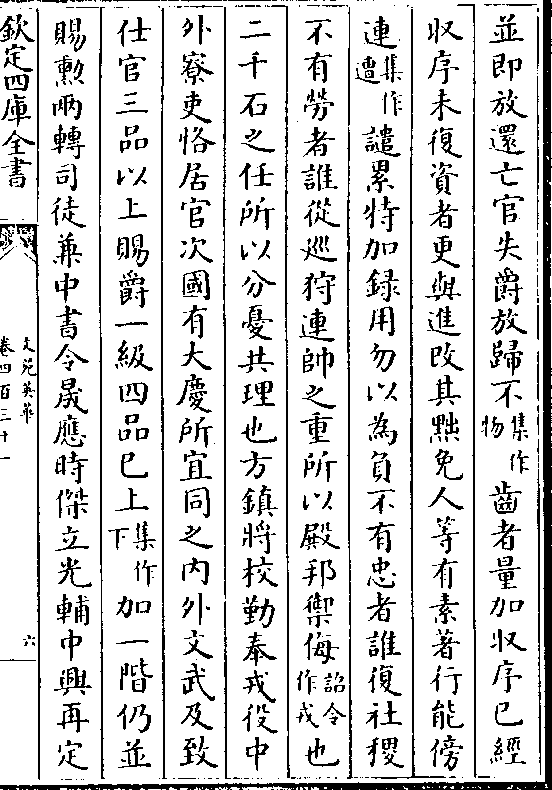 並即放還亡官失爵放歸不集作物齒者量加収序已經
収序未復資者更與進改其黜免人等有素著行能傍
連集作遭譴累特加録用勿以為負不有忠者誰復社稷
不有勞者誰從巡狩連帥之重所以殿邦禦侮詔令作戎也
二千石之任所以分憂共理也方鎮將校勤奉戎役中
外寮吏恪居官次國有大慶所宜同之内外文武及致
仕官三品以上賜爵一級四品已上集作下加一階仍並
賜勲兩轉司徒兼中書令晟應時傑立光輔中興再定
欽定四庫全書
文苑英華
卷四百三十一
六